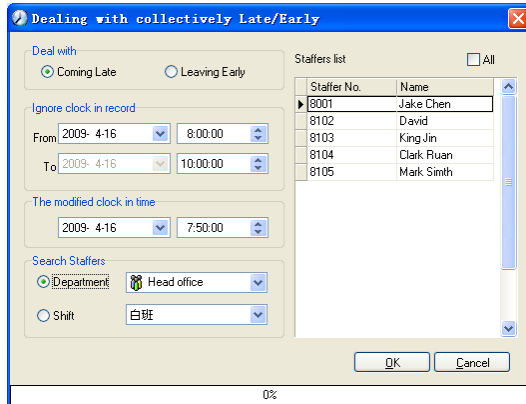 Dealing with collectively Late/Early
Deal with
Coming Late
Leaving Early
Ignore clock in record
From 2009- 4-16 8:00:00
To 2009- 4-16 10:00:00
The modified clock in time
2009- 4-16 7:50:00
Search Staffers
Department Head office
Shift 白班
Staffers list All
Staffer No. Name
8001 Jake Chen
8102 David
8103 King Jin
8104 Clark Ruan
8105 Mark Simth
OK Cancel
0%